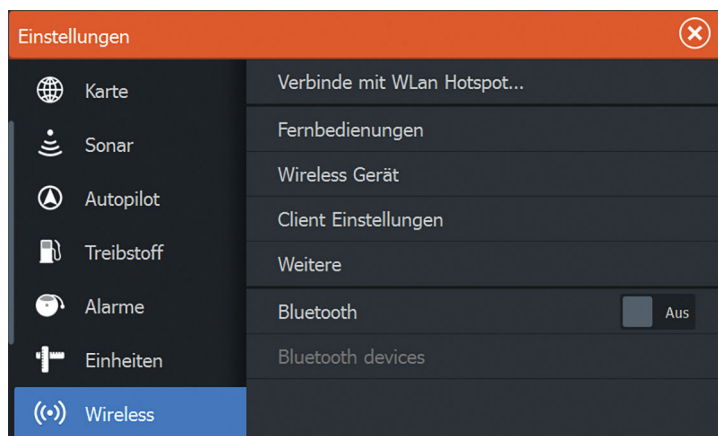 Einstellungen
Karte
Sonar
Autopilot
Treibstoff
Alarme
Einheiten
Wireless
Verbinde mit WLan Hotspot...
Fernbedienungen
Wireless Gerät
Client Einstellungen
Weitere
Bluetooth Aus
Bluetooth devices